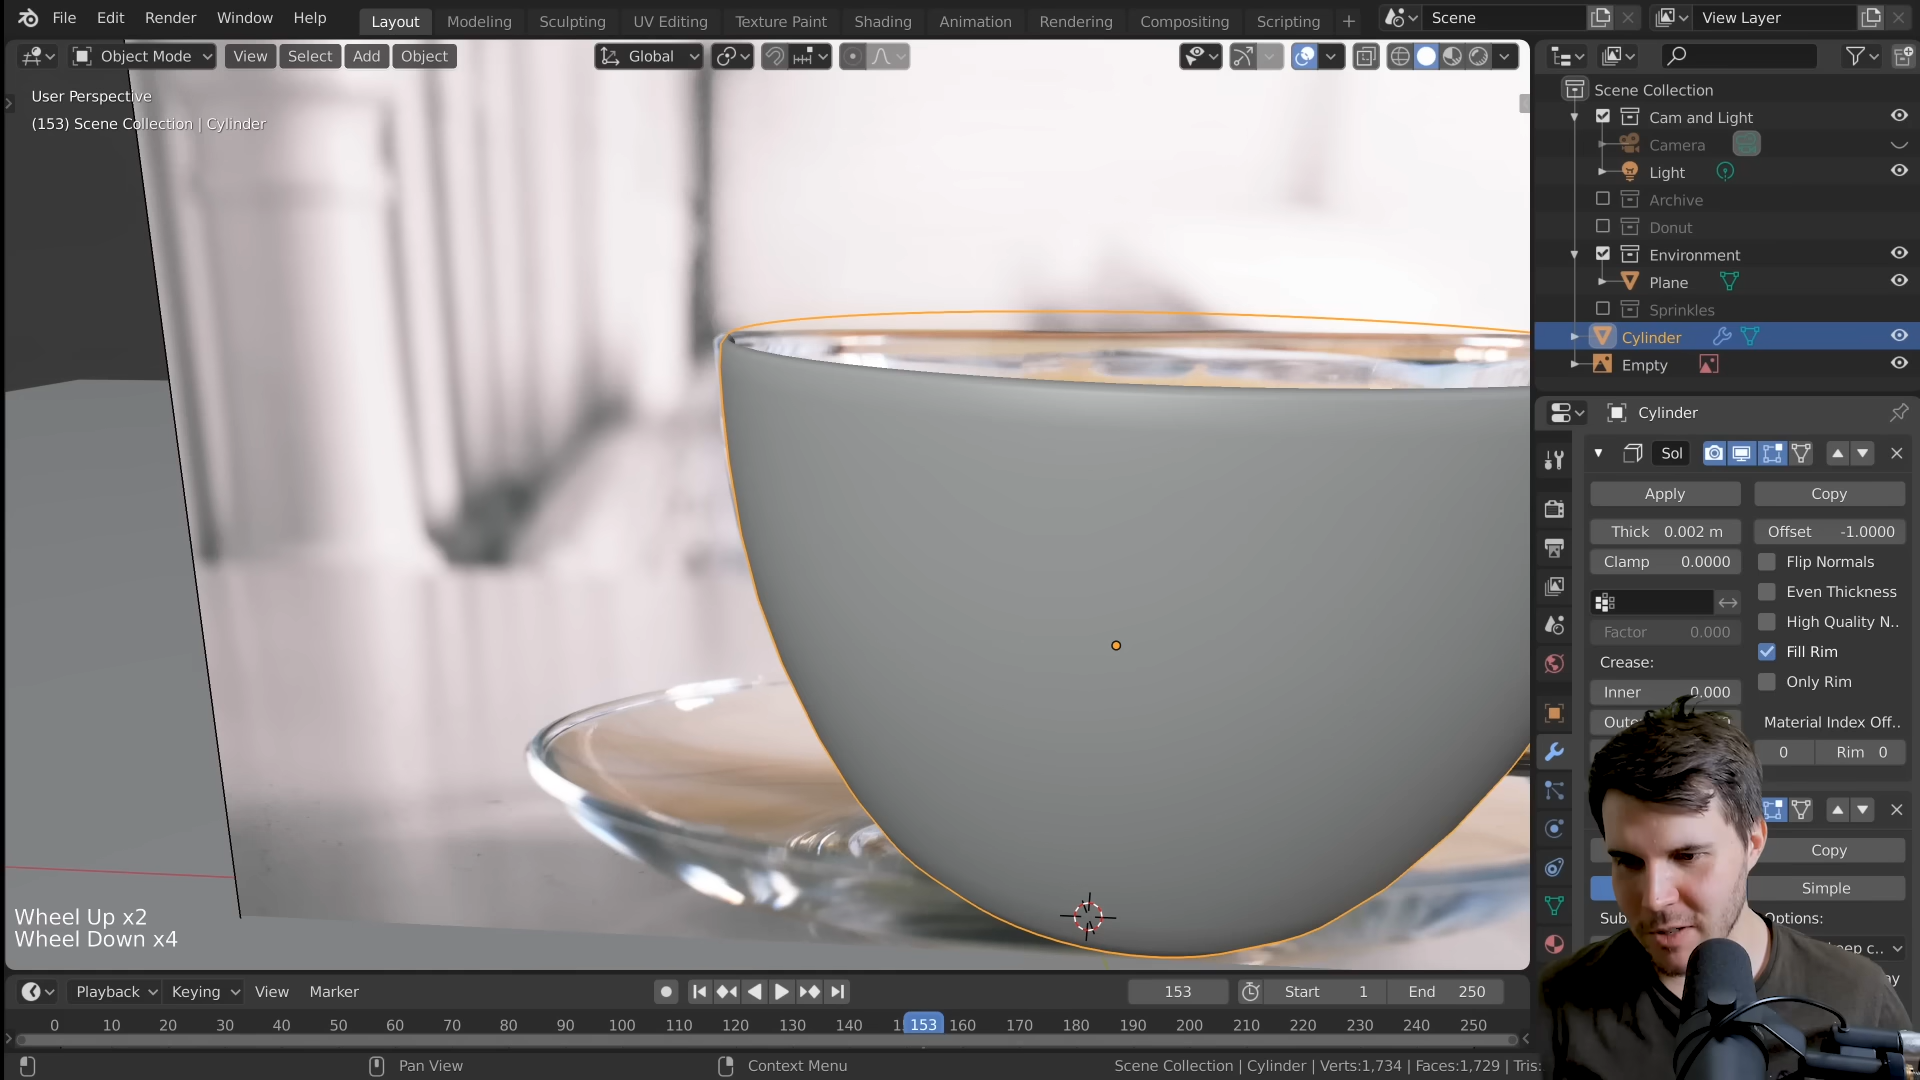 File Edit Render Window Help
Layout Modeling Sculpting UV Editing Texture Paint Shading Animation Rendering Compositing Scripting +
Scene
View Layer
Object Mode View Select Add Object
Global
User Perspective
(153) Scene Collection | Cylinder
Scene Collection
Cam and Light
Camera
Light
Archive
Donut
Environment
Plane
Sprinkles
Cylinder
Empty
Cylinder
Sol
Apply Copy
Thick 0.002 m Offset -1.0000
Clamp 0.0000 Flip Normals
Even Thickness
High Quality N..
Factor 0.000
Fill Rim
Crease:
Only Rim
Inner 0.000
Material Index Off..
0 Rim 0
Copy
Simple
Options:
Wheel Up x2
Wheel Down x4
Playback Keying View Marker
153 Start 1 End 250
0 10 20 30 40 50 60 70 80 90 100 110 120 130 140 153 160 170 180 190 200 210 220 230 240 250
Pan View Context Menu
Scene Collection | Cylinder | Verts:1,734 | Faces:1,729 | Tris: